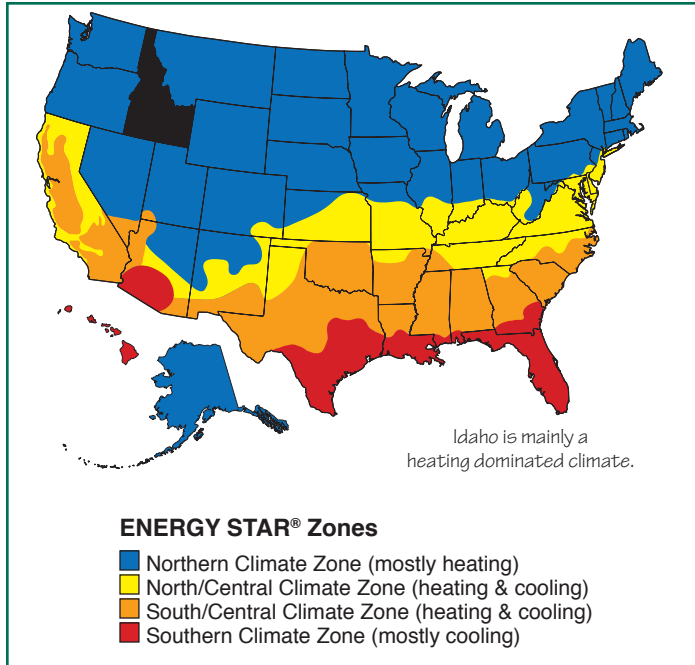 Idaho is mainly a
heating dominated climate.
ENERGY STAR® Zones
Northern Climate Zone (mostly heating)
North/Central Climate Zone (heating & cooling)
South/Central Climate Zone (heating & cooling)
Southern Climate Zone (mostly cooling)